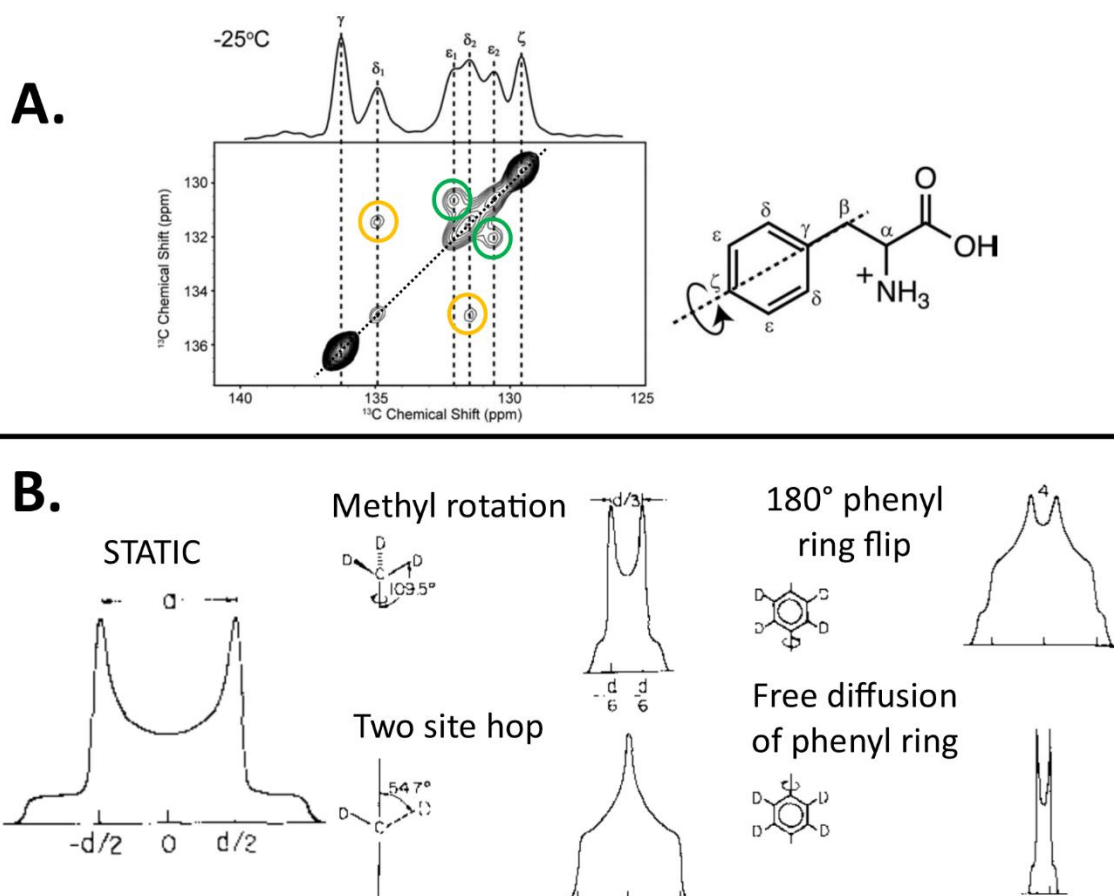 A.
-25°C
γ
δ1
ε1
δ2
ε2
ζ
130
132
134
136
13C Chemical Shift (ppm)
140
135
130
125
13C Chemical Shift (ppm)
δ
ε
ζ
ε
δ
γ
β
α
O
OH
+
NH3
B.
STATIC
d
-d/2
0
d/2
Methyl rotation
D
D
D
C
109.5°
d/3
-d/6
d/6
Two site hop
54.7°
D
D
C
180° phenyl
ring flip
D
D
D
D
4
Free diffusion
of phenyl ring
D
D
D
D